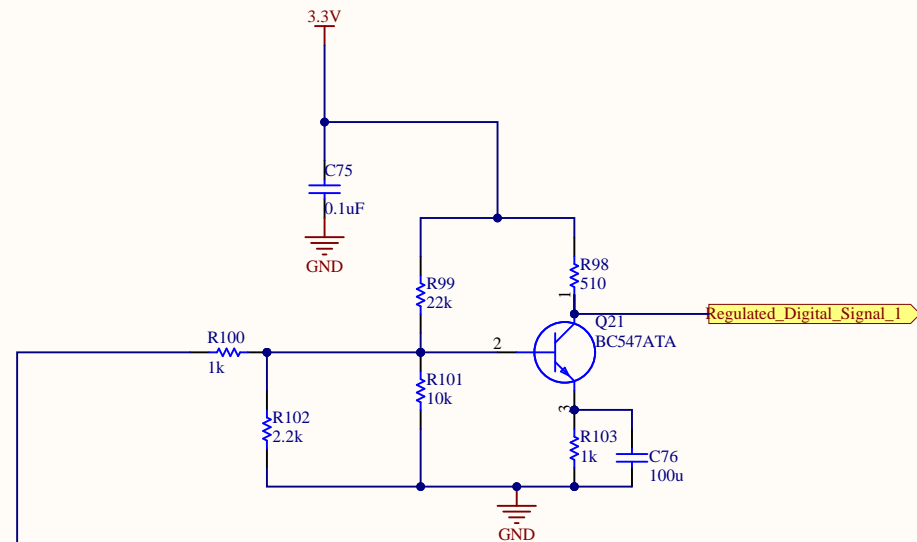 3.3V
C75
0.1uF
GND
R99
22k
R98
510
1
Regulated_Digital_Signal_1
Q21
BC547ATA
R100
1k
2
R101
10k
R102
2.2k
3
R103
1k
C76
100u
GND